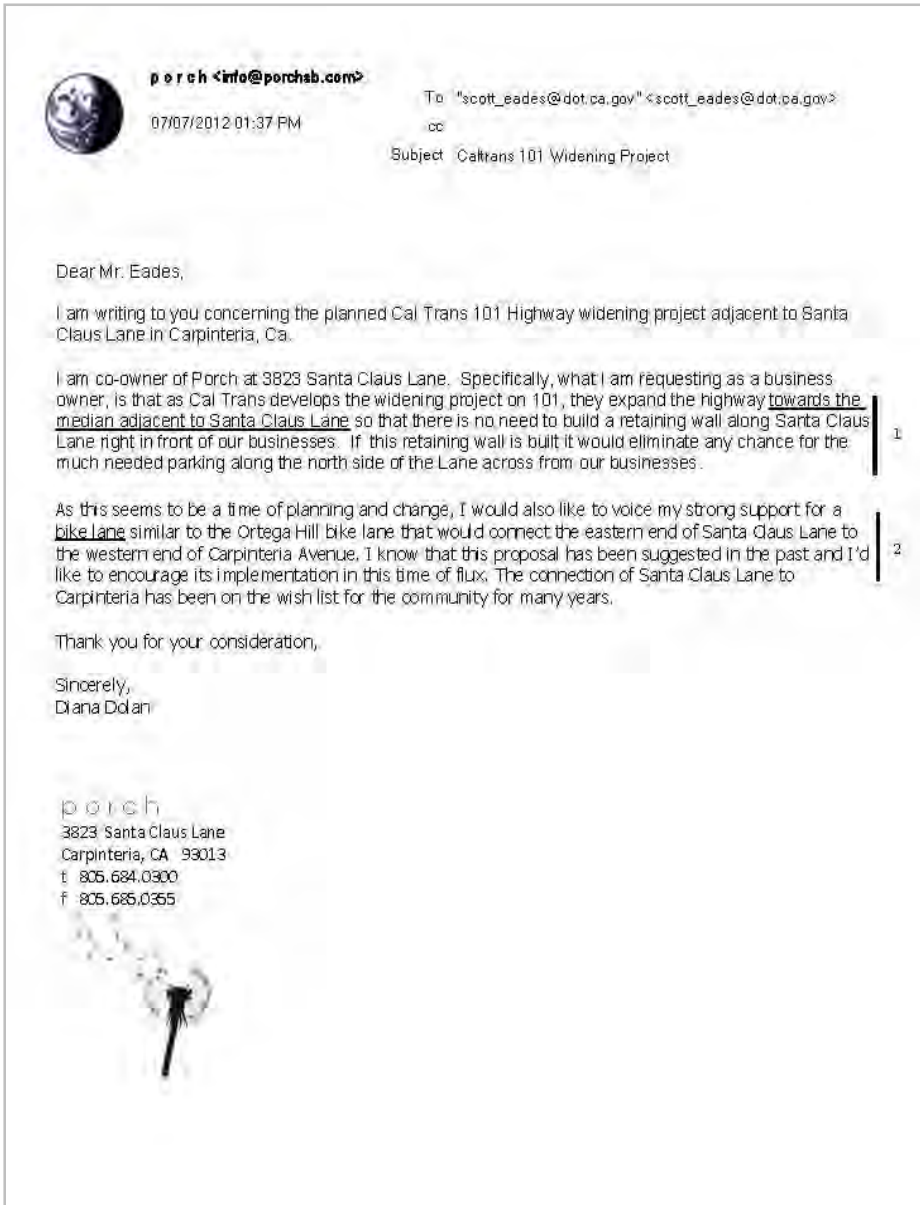 p o r c h <info@porchsb.com>
07/07/2012 01:37 PM
To "scott_eades@dot.ca.gov" <scott_eades@dot.ca.gov>
cc
Subject Caltrans 101 Widening Project
Dear Mr. Eades,
I am writing to you concerning the planned Cal Trans 101 Highway widening project adjacent to Santa
Claus Lane in Carpinteria, Ca.
I am co-owner of Porch at 3823 Santa Claus Lane. Specifically, what I am requesting as a business
owner, is that as Cal Trans develops the widening project on 101, they expand the highway towards the
median adjacent to Santa Claus Lane so that there is no need to build a retaining wall along Santa Claus
Lane right in front of our businesses. If this retaining wall is built it would eliminate any chance for the
much needed parking along the north side of the Lane across from our businesses.
1
As this seems to be a time of planning and change, I would also like to voice my strong support for a
bike lane similar to the Ortega Hill bike lane that would connect the eastern end of Santa Claus Lane to
the western end of Carpinteria Avenue. I know that this proposal has been suggested in the past and I'd
like to encourage its implementation in this time of flux. The connection of Santa Claus Lane to
Carpinteria has been on the wish list for the community for many years.
2
Thank you for your consideration,
Sincerely,
Diana Dolan
p o r c h
3823 Santa Claus Lane
Carpinteria, CA 93013
t 805.684.0300
f 805.685.0355